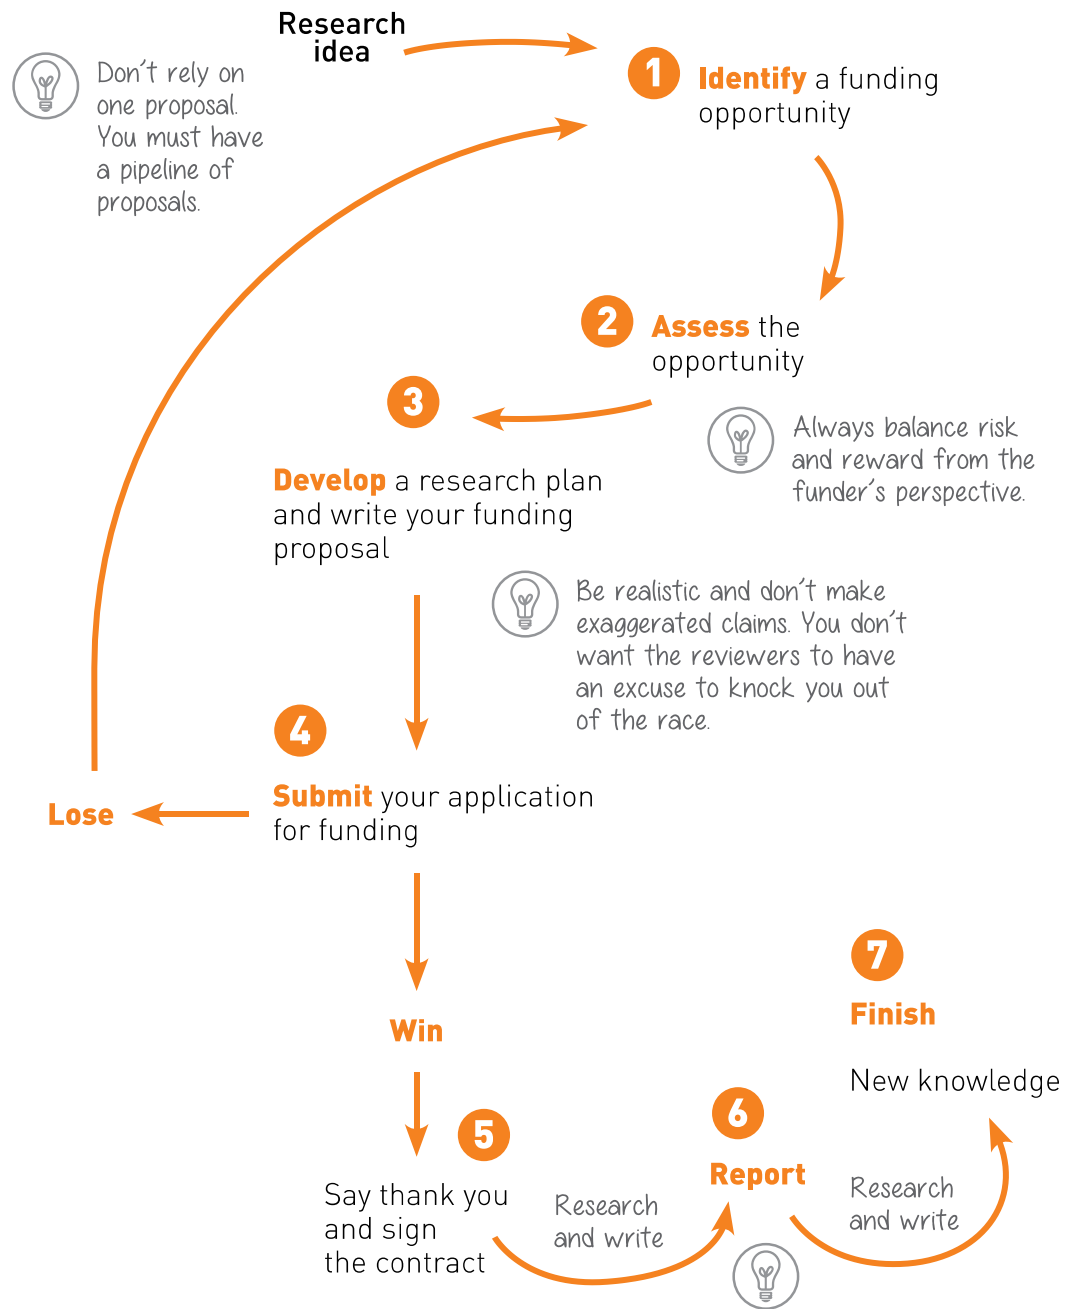 Research
idea
Don't rely on
one proposal.
You must have
a pipeline of
proposals.
1
Identify a funding
opportunity
2
Assess the
opportunity
Always balance risk
and reward from the
funder's perspective.
3
Develop a research plan
and write your funding
proposal
Be realistic and don't make
exaggerated claims. You don't
want the reviewers to have
an excuse to knock you out
of the race.
4
Submit your application
for funding
Lose
Win
5
Say thank you
and sign
the contract
Research
and write
6
Report
Research
and write
7
Finish
New knowledge